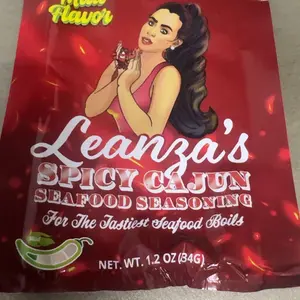 Mild
Flavor
Leanza's
SPICY CAJUN
SEAFOOD SEASONING
For The Tastiest Seafood Boils
NET. WT. 1.2 OZ (34G)